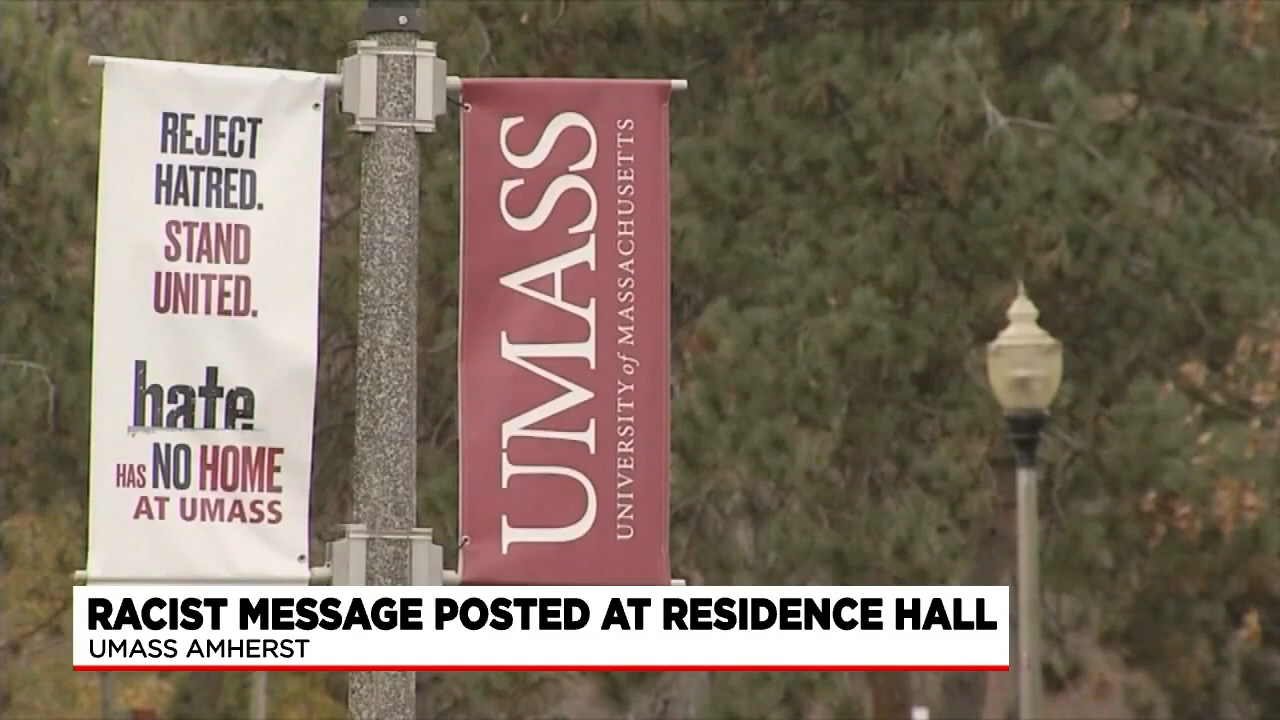 REJECT
HATRED.
STAND
UNITED.
hate
HAS NO HOME
AT UMASS
UMASS
UNIVERSITY of MASSACHUSETTS
RACIST MESSAGE POSTED AT RESIDENCE HALL
UMASS AMHERST